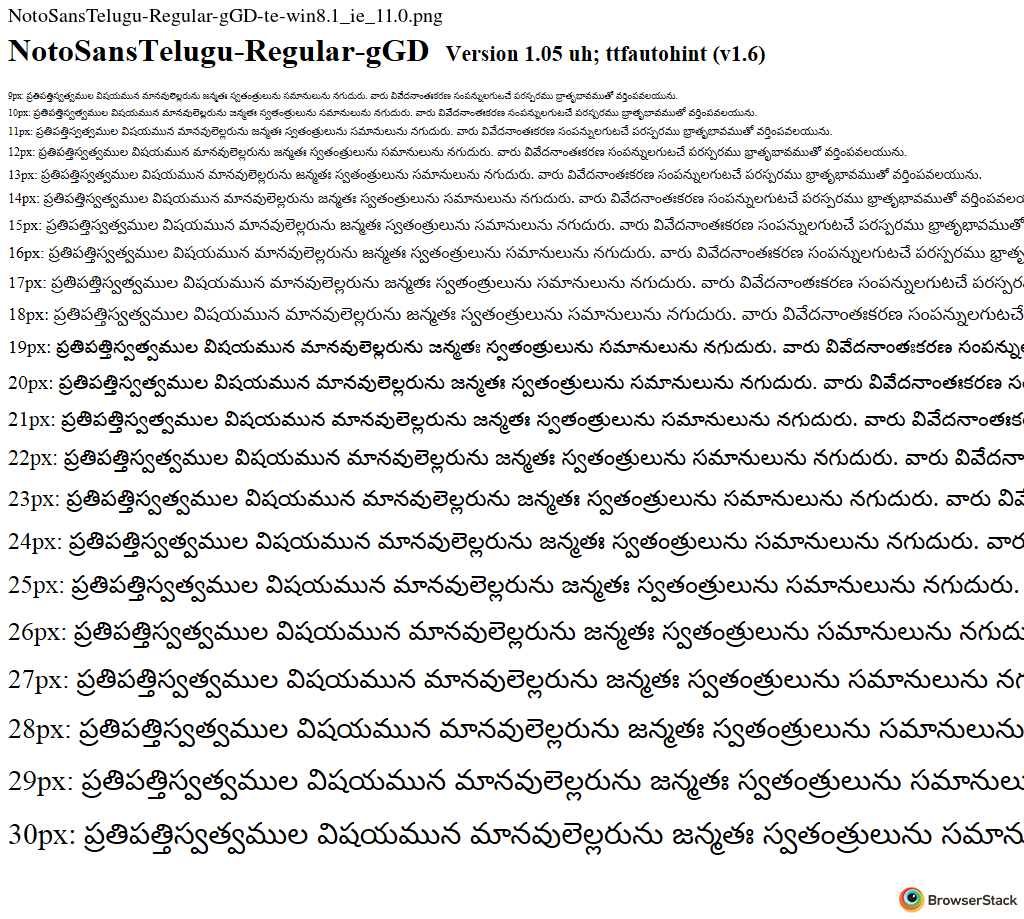 NotoSansTelugu-Regular-gGD-te-win8.1_ie_11.0.png
NotoSansTelugu-Regular-gGD Version 1.05 uh; ttfautohint (v1.6)
9px: ప్రతిపత్తిస్వత్వముల విషయమున మానవులెల్లరును జన్మతః స్వతంత్రులును సమానులును నగుదురు. వారు వివేదనాంతఃకరణ సంపన్నులగుటచే పరస్పరము భ్రాతృభావముతో వర్తింపవలయును.
10px: ప్రతిపత్తిస్వత్వముల విషయమున మానవులెల్లరును జన్మతః స్వతంత్రులును సమానులును నగుదురు. వారు వివేదనాంతఃకరణ సంపన్నులగుటచే పరస్పరము భ్రాతృభావముతో వర్తింపవలయును.
11px: ప్రతిపత్తిస్వత్వముల విషయమున మానవులెల్లరును జన్మతః స్వతంత్రులును సమానులును నగుదురు. వారు వివేదనాంతఃకరణ సంపన్నులగుటచే పరస్పరము భ్రాతృభావముతో వర్తింపవలయును.
12px: ప్రతిపత్తిస్వత్వముల విషయమున మానవులెల్లరును జన్మతః స్వతంత్రులును సమానులును నగుదురు. వారు వివేదనాంతఃకరణ సంపన్నులగుటచే పరస్పరము భ్రాతృభావముతో వర్తింపవలయును.
13px: ప్రతిపత్తిస్వత్వముల విషయమున మానవులెల్లరును జన్మతః స్వతంత్రులును సమానులును నగుదురు. వారు వివేదనాంతఃకరణ సంపన్నులగుటచే పరస్పరము భ్రాతృభావముతో వర్తింపవలయును.
14px: ప్రతిపత్తిస్వత్వముల విషయమున మానవులెల్లరును జన్మతః స్వతంత్రులును సమానులును నగుదురు. వారు వివేదనాంతఃకరణ సంపన్నులగుటచే పరస్పరము భ్రాతృభావముతో వర్తింపవల
15px: ప్రతిపత్తిస్వత్వముల విషయమున మానవులెల్లరును జన్మతః స్వతంత్రులును సమానులును నగుదురు. వారు వివేదనాంతఃకరణ సంపన్నులగుటచే పరస్పరము భ్రాతృభావముతో
16px: ప్రతిపత్తిస్వత్వముల విషయమున మానవులెల్లరును జన్మతః స్వతంత్రులును సమానులును నగుదురు. వారు వివేదనాంతఃకరణ సంపన్నులగుటచే పరస్పరము భ్రాతృ
17px: ప్రతిపత్తిస్వత్వముల విషయమున మానవులెల్లరును జన్మతః స్వతంత్రులును సమానులును నగుదురు. వారు వివేదనాంతఃకరణ సంపన్నులగుటచే పరస్పర
18px: ప్రతిపత్తిస్వత్వముల విషయమున మానవులెల్లరును జన్మతః స్వతంత్రులును సమానులును నగుదురు. వారు వివేదనాంతఃకరణ సంపన్నులగుటచే
19px: ప్రతిపత్తిస్వత్వముల విషయమున మానవులెల్లరును జన్మతః స్వతంత్రులును సమానులును నగుదురు. వారు వివేదనాంతఃకరణ సంపన్ను
20px: ప్రతిపత్తిస్వత్వముల విషయమున మానవులెల్లరును జన్మతః స్వతంత్రులును సమానులును నగుదురు. వారు వివేదనాంతఃకరణ సం
21px: ప్రతిపత్తిస్వత్వముల విషయమున మానవులెల్లరును జన్మతః స్వతంత్రులును సమానులును నగుదురు. వారు వివేదనాంతఃక
22px: ప్రతిపత్తిస్వత్వముల విషయమున మానవులెల్లరును జన్మతః స్వతంత్రులును సమానులును నగుదురు. వారు వివేదనా
23px: ప్రతిపత్తిస్వత్వముల విషయమున మానవులెల్లరును జన్మతః స్వతంత్రులును సమానులును నగుదురు. వారు వివే
24px: ప్రతిపత్తిస్వత్వముల విషయమున మానవులెల్లరును జన్మతః స్వతంత్రులును సమానులును నగుదురు. వార
25px: ప్రతిపత్తిస్వత్వముల విషయమున మానవులెల్లరును జన్మతః స్వతంత్రులును సమానులును నగుదురు.
26px: ప్రతిపత్తిస్వత్వముల విషయమున మానవులెల్లరును జన్మతః స్వతంత్రులును సమానులును నగుదు
27px: ప్రతిపత్తిస్వత్వముల విషయమున మానవులెల్లరును జన్మతః స్వతంత్రులును సమానులును నగ
28px: ప్రతిపత్తిస్వత్వముల విషయమున మానవులెల్లరును జన్మతః స్వతంత్రులును సమానులును
29px: ప్రతిపత్తిస్వత్వముల విషయమున మానవులెల్లరును జన్మతః స్వతంత్రులును సమానులు
30px: ప్రతిపత్తిస్వత్వముల విషయమున మానవులెల్లరును జన్మతః స్వతంత్రులును సమాను
BrowserStack